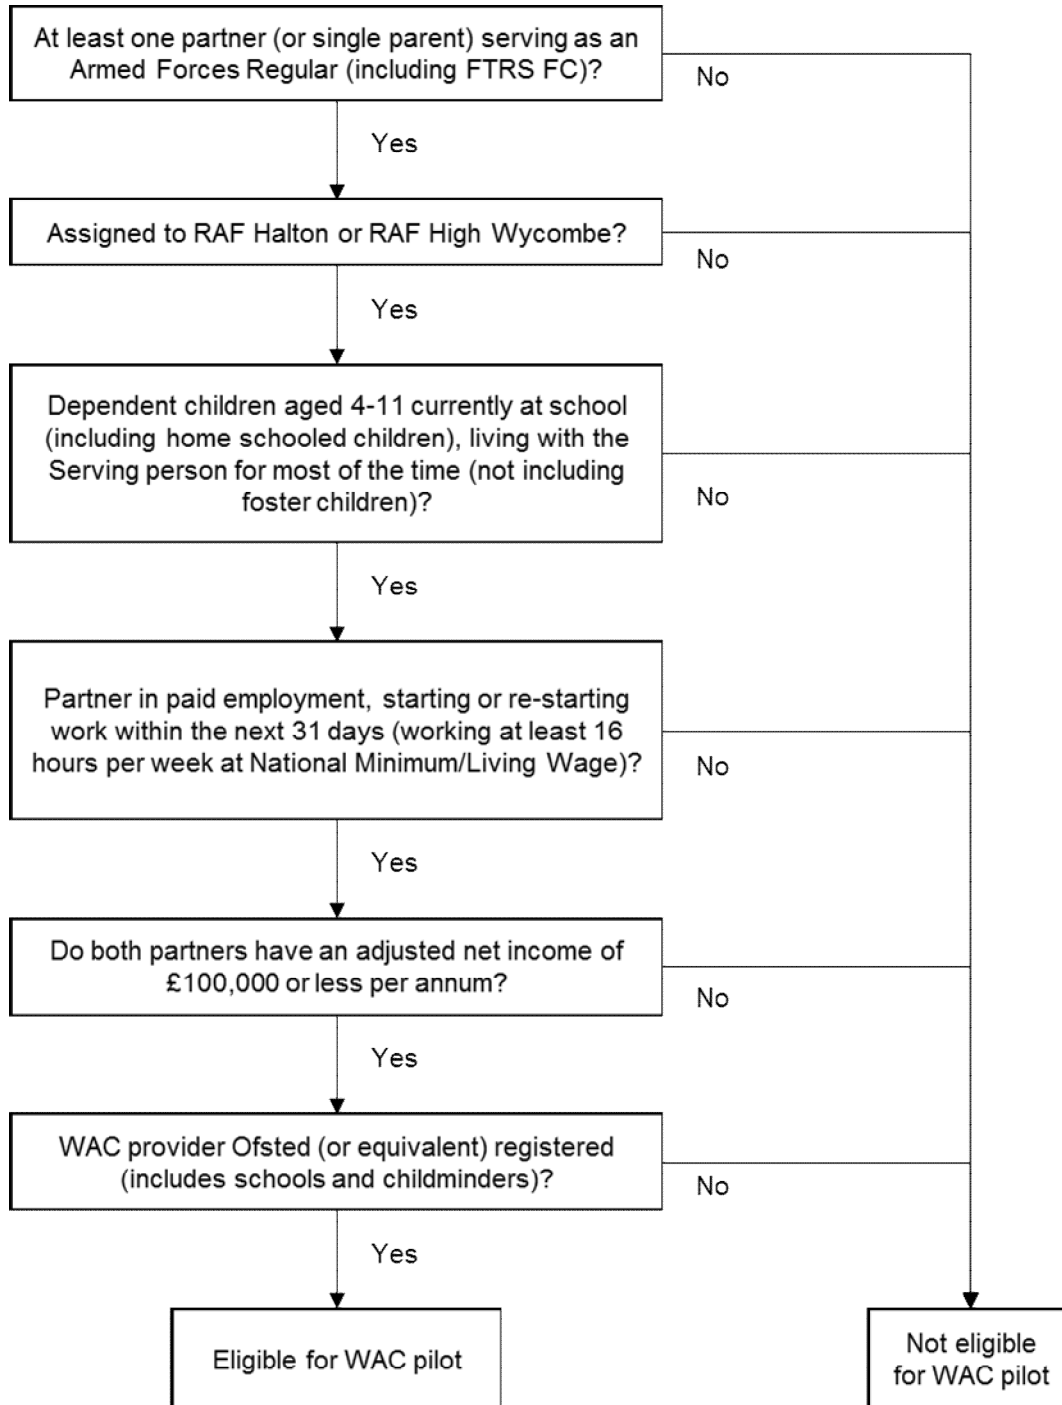 At least one partner (or single parent) serving as an
Armed Forces Regular (including FTRS FC)?
No
Yes
Assigned to RAF Halton or RAF High Wycombe?
No
Yes
Dependent children aged 4-11 currently at school
(including home schooled children), living with the
Serving person for most of the time (not including
foster children)?
No
Yes
Partner in paid employment, starting or re-starting
work within the next 31 days (working at least 16
hours per week at National Minimum/Living Wage)?
No
Yes
Do both partners have an adjusted net income of
£100,000 or less per annum?
No
Yes
WAC provider Ofsted (or equivalent) registered
(includes schools and childminders)?
No
Yes
Eligible for WAC pilot
Not eligible
for WAC pilot